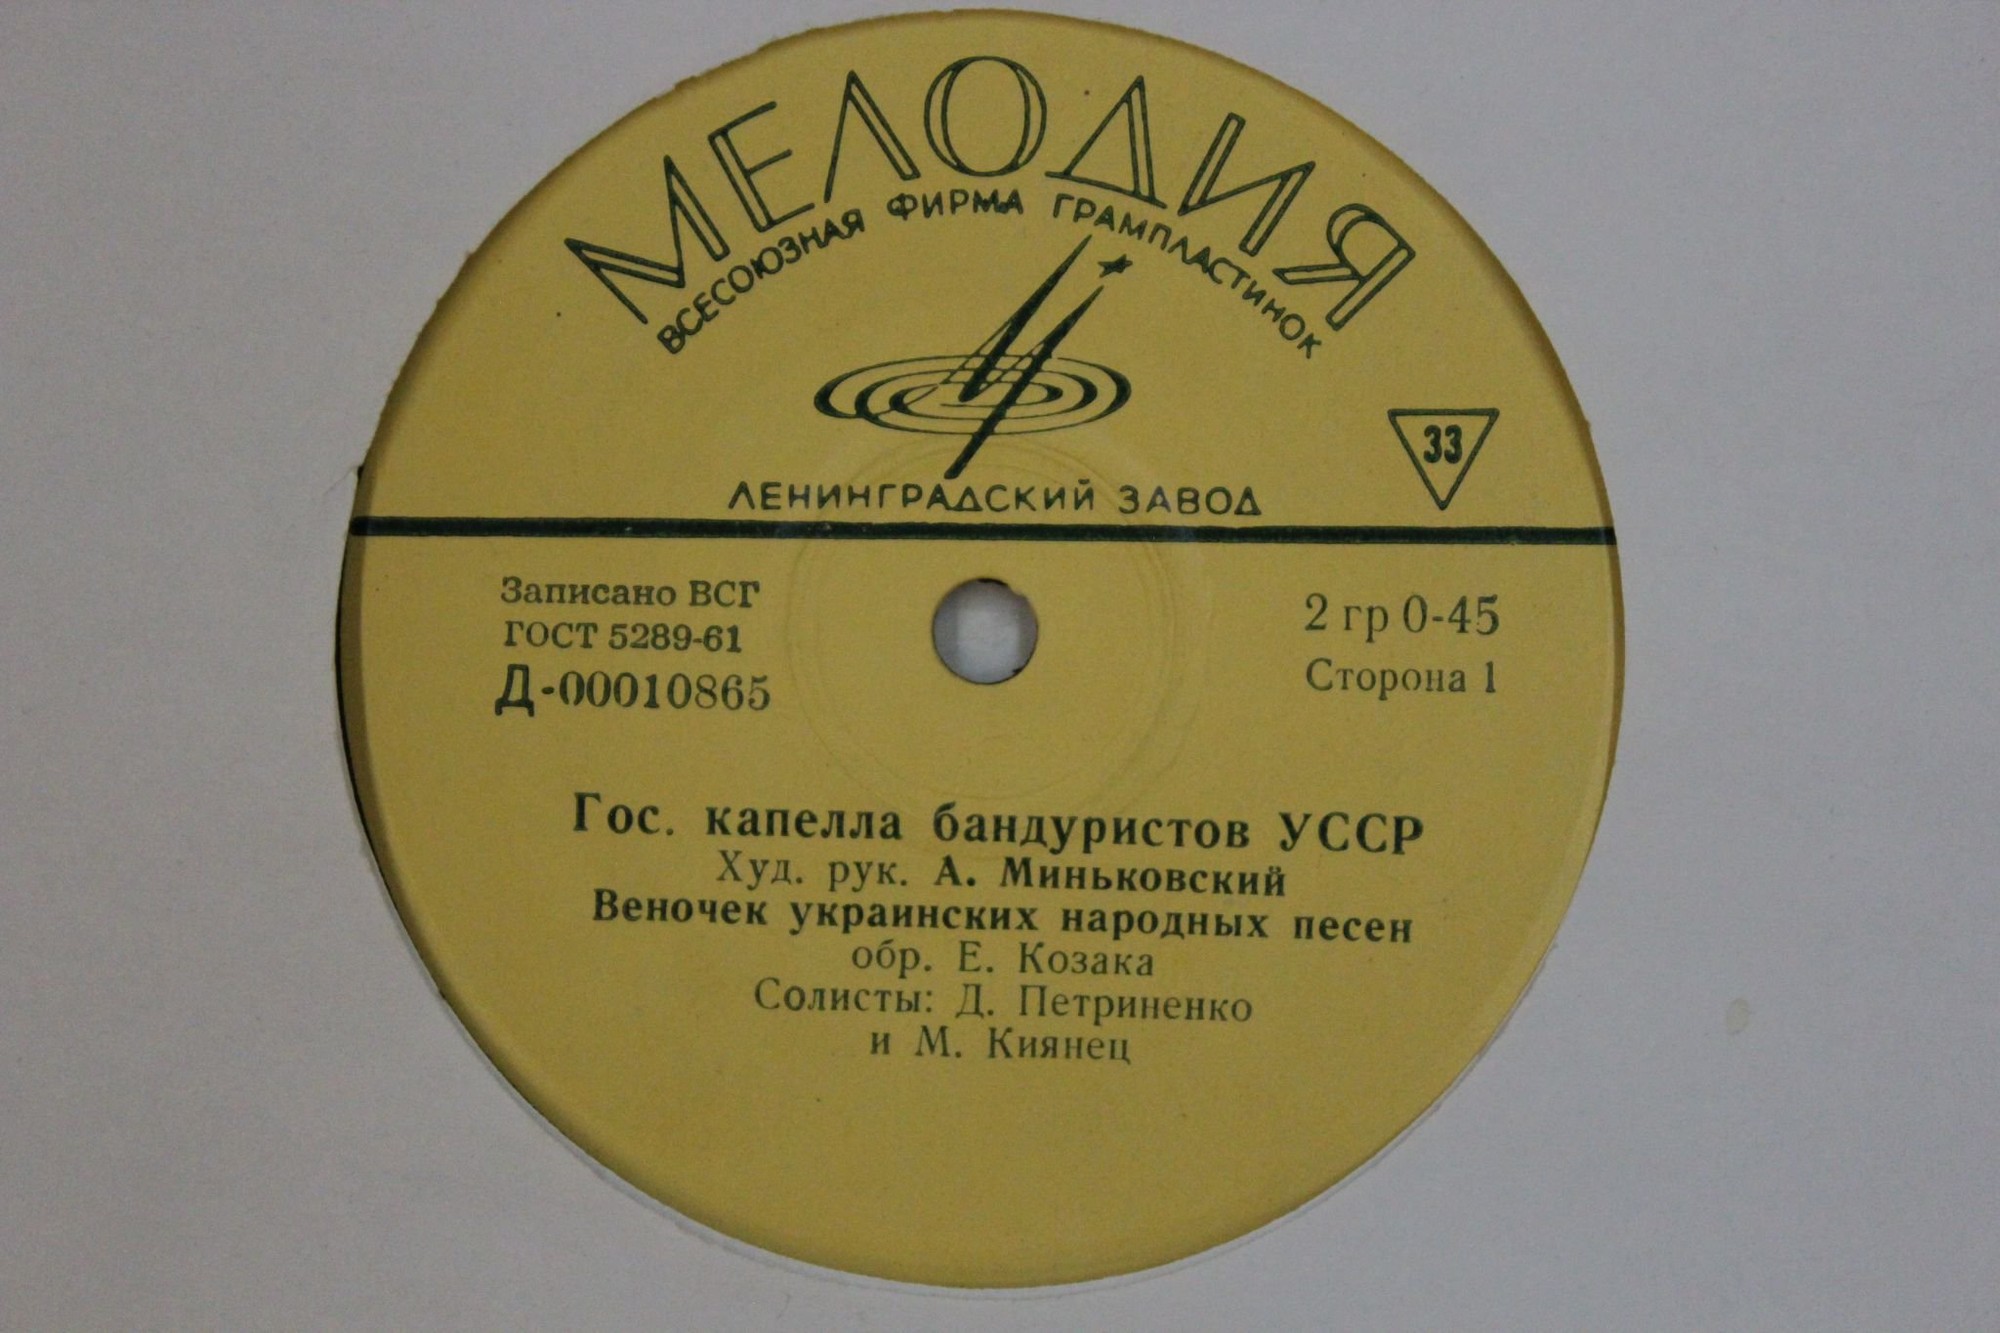 МЕЛОДИЯ
ВСЕСОЮЗНАЯ ФИРМА ГРАМПЛАСТИНОК
33
ЛЕНИНГРАДСКИЙ ЗАВОД
Записано ВСГ
ГОСТ 5289-61
Д-00010865
2 гр 0-45
Сторона 1
Гос. капелла бандуристов УССР
Худ. рук. А. Миньковский
Веночек украинских народных песен
обр. Е. Козака
Солисты: Д. Петриненко
и М. Киянец